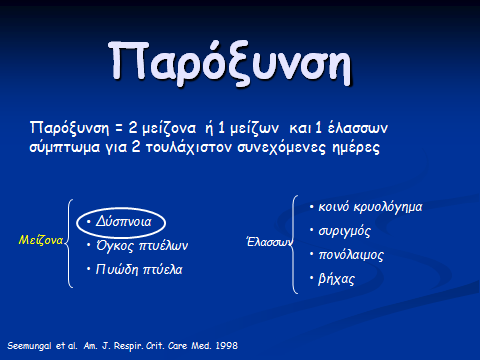 Παρόξυνση
Παρόξυνση = 2 μείζονα ή 1 μείζων και 1 έλασσων
σύμπτωμα για 2 τουλάχιστον συνεχόμενες ημέρες
Μείζονα
• Δύσπνοια
• Όγκος πτυέλων
• Πυώδη πτύελα
Έλασσων
• κοινό κρυολόγημα
• συριγμός
• πονόλαιμος
• βήχας
Seemungal et al. Am. J. Respir. Crit. Care Med. 1998